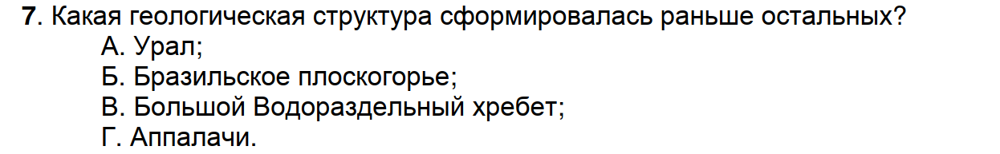 7. Какая геологическая структура сформировалась раньше остальных?
А. Урал;
Б. Бразильское плоскогорье;
В. Большой Водораздельный хребет;
Г. Аппалачи.